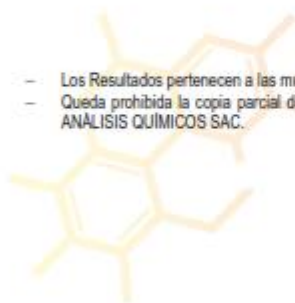 – Los Resultados pertenecen a las
– Queda prohibida la copia parcial
ANÁLISIS QUÍMICOS SAC.